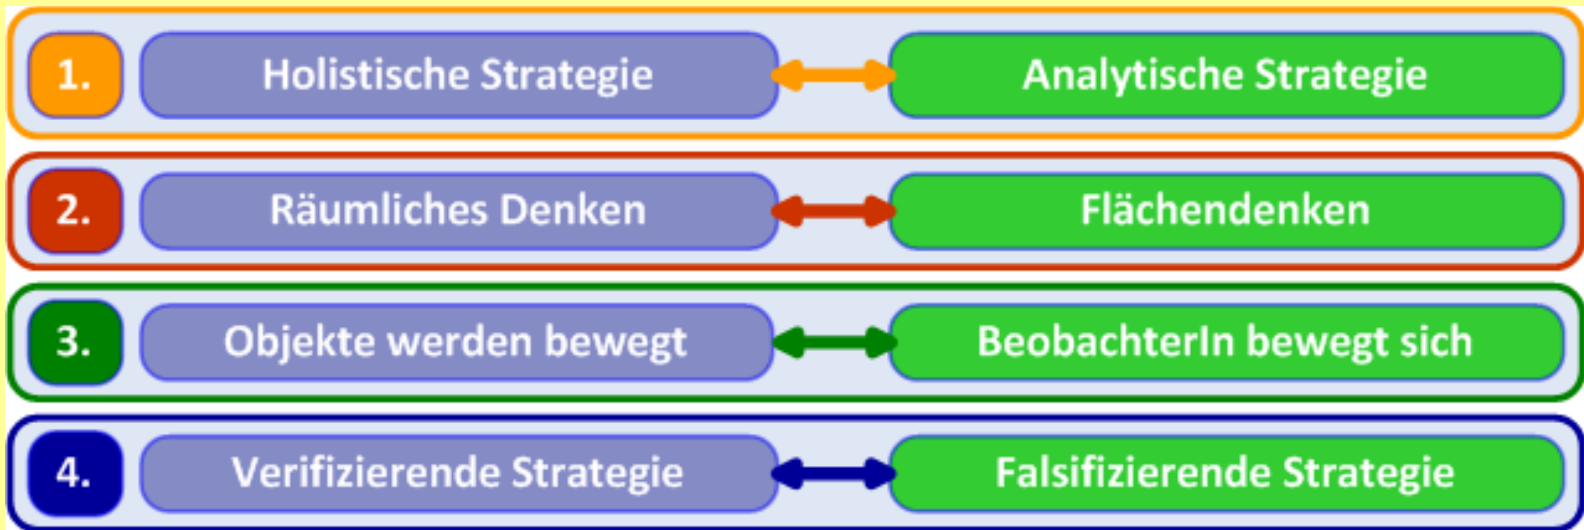 1. Holistische Strategie Analytische Strategie
2. Räumliches Denken Flächendenken
3. Objekte werden bewegt BeobachterIn bewegt sich
4. Verifizierende Strategie Falsifizierende Strategie